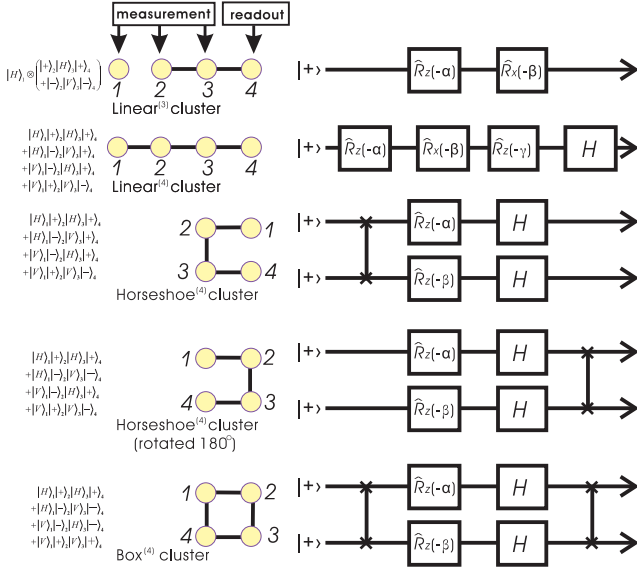 measurement readout
|H⟩₁ ⊗ (|+⟩₂|H⟩₃|+⟩₄
+|−⟩₂|V⟩₃|−⟩₄)
1 2 3 4
Linear⁽³⁾ cluster
|+⟩ R̂z(-α) R̂x(-β)
|H⟩₁|+⟩₂|H⟩₃|+⟩₄
+|H⟩₁|−⟩₂|V⟩₃|+⟩₄
+|V⟩₁|−⟩₂|H⟩₃|+⟩₄
+|V⟩₁|+⟩₂|V⟩₃|−⟩₄
1 2 3 4
Linear⁽⁴⁾ cluster
|+⟩ R̂z(-α) R̂x(-β) R̂z(-γ) H
|H⟩₁|+⟩₂|H⟩₃|+⟩₄
+|H⟩₁|−⟩₂|V⟩₃|+⟩₄
+|V⟩₁|−⟩₂|H⟩₃|+⟩₄
+|V⟩₁|+⟩₂|V⟩₃|−⟩₄
2 1
3 4
Horseshoe⁽⁴⁾ cluster
|+⟩ R̂z(-α) H
|+⟩ R̂z(-β) H
|H⟩₁|+⟩₂|H⟩₃|+⟩₄
+|H⟩₁|−⟩₂|V⟩₃|−⟩₄
+|V⟩₁|−⟩₂|H⟩₃|+⟩₄
+|V⟩₁|+⟩₂|V⟩₃|−⟩₄
1 2
4 3
Horseshoe⁽⁴⁾ cluster
(rotated 180°)
|+⟩ R̂z(-α) H
|+⟩ R̂z(-β) H
|H⟩₁|+⟩₂|H⟩₃|+⟩₄
+|H⟩₁|−⟩₂|V⟩₃|−⟩₄
+|V⟩₁|−⟩₂|H⟩₃|−⟩₄
+|V⟩₁|+⟩₂|V⟩₃|+⟩₄
1 2
4 3
Box⁽⁴⁾ cluster
|+⟩ R̂z(-α) H
|+⟩ R̂z(-β) H